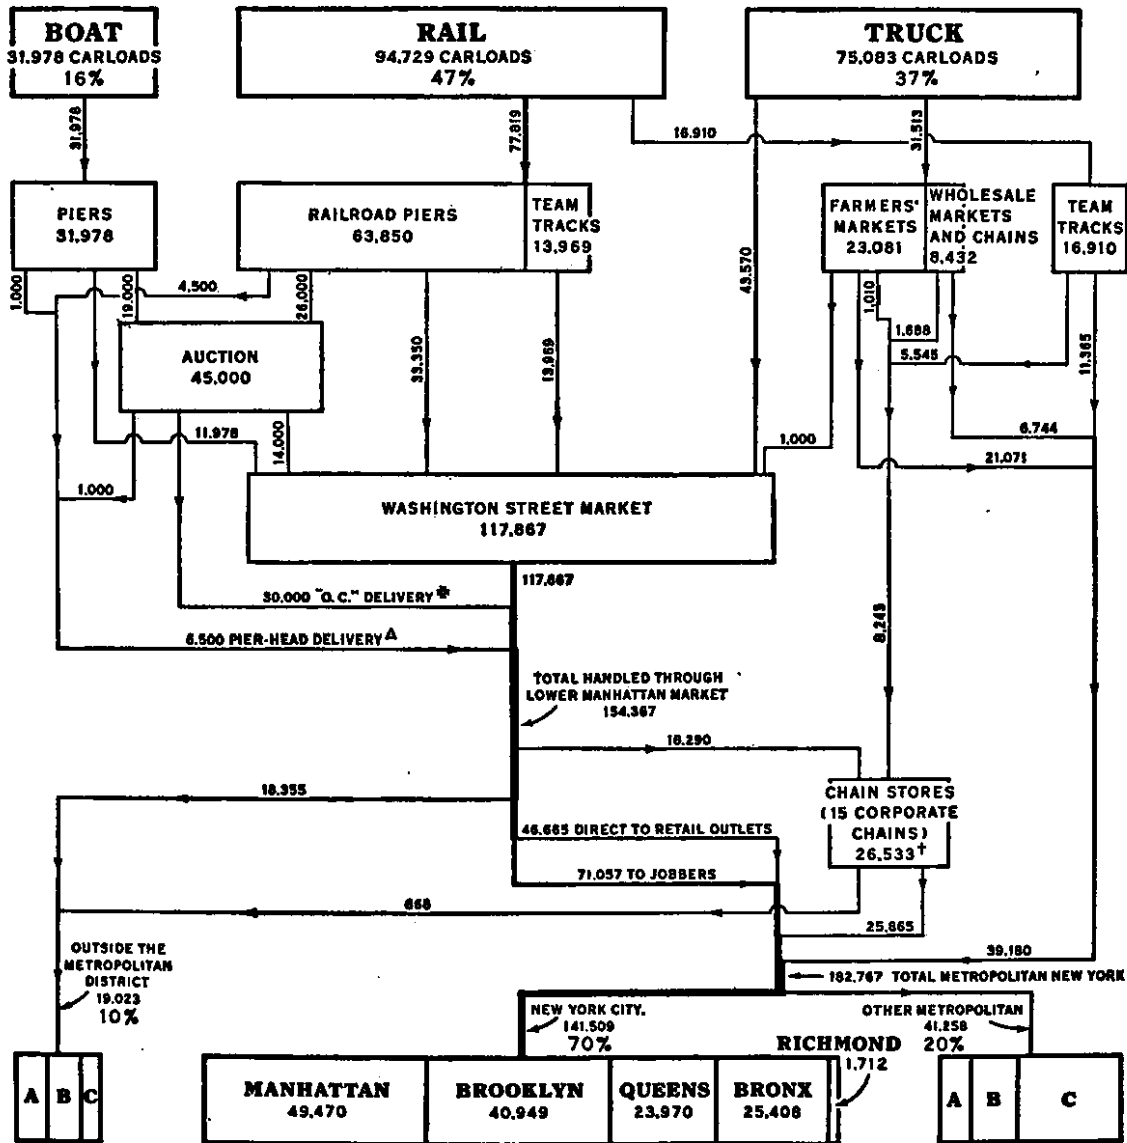 BOAT
31,978 CARLOADS
16%
RAIL
94,729 CARLOADS
47%
TRUCK
75,083 CARLOADS
37%
31,978
77,819
16,910
31,513
PIERS
31,978
RAILROAD PIERS
63,850
TEAM
TRACKS
13,969
FARMERS'
MARKETS
23,081
WHOLESALE
MARKETS
AND CHAINS
8,432
TEAM
TRACKS
16,910
1,000
19,000
4,500
26,000
33,350
13,969
43,570
1,010
1,688
5,545
11,365
AUCTION
45,000
11,978
14,000
1,000
6,744
21,071
1,000
WASHINGTON STREET MARKET
117,867
117,867
30,000 "O.C." DELIVERY *
6,500 PIER-HEAD DELIVERY Δ
8,243
†TOTAL HANDLED THROUGH
LOWER MANHATTAN MARKET
154,367
18,290
18,355
CHAIN STORES
(15 CORPORATE
CHAINS)
26,533†
46,665 DIRECT TO RETAIL OUTLETS
71,057 TO JOBBERS
668
25,865
39,180
OUTSIDE THE
METROPOLITAN
DISTRICT
19,023
10%
182,767 TOTAL METROPOLITAN NEW YORK
NEW YORK CITY.
141,509
70%
OTHER METROPOLITAN
41,258
20%
RICHMOND
1,712
A B C
MANHATTAN
49,470
BROOKLYN
40,949
QUEENS
23,970
BRONX
25,408
A B C